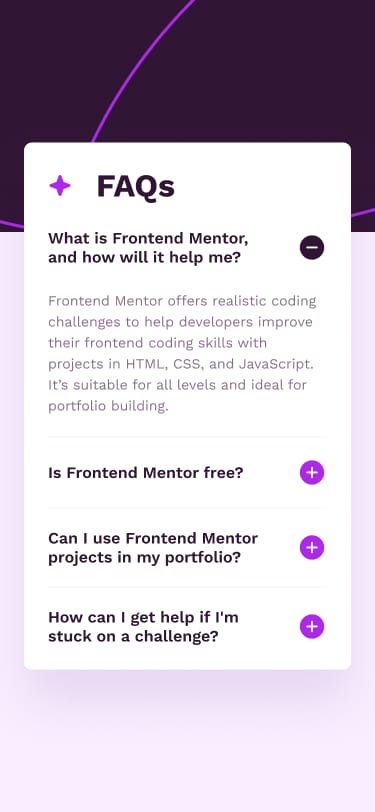 FAQs
What is Frontend Mentor,
and how will it help me?
Frontend Mentor offers realistic coding
challenges to help developers improve
their frontend coding skills with
projects in HTML, CSS, and JavaScript.
It’s suitable for all levels and ideal for
portfolio building.
Is Frontend Mentor free?
Can I use Frontend Mentor
projects in my portfolio?
How can I get help if I'm
stuck on a challenge?